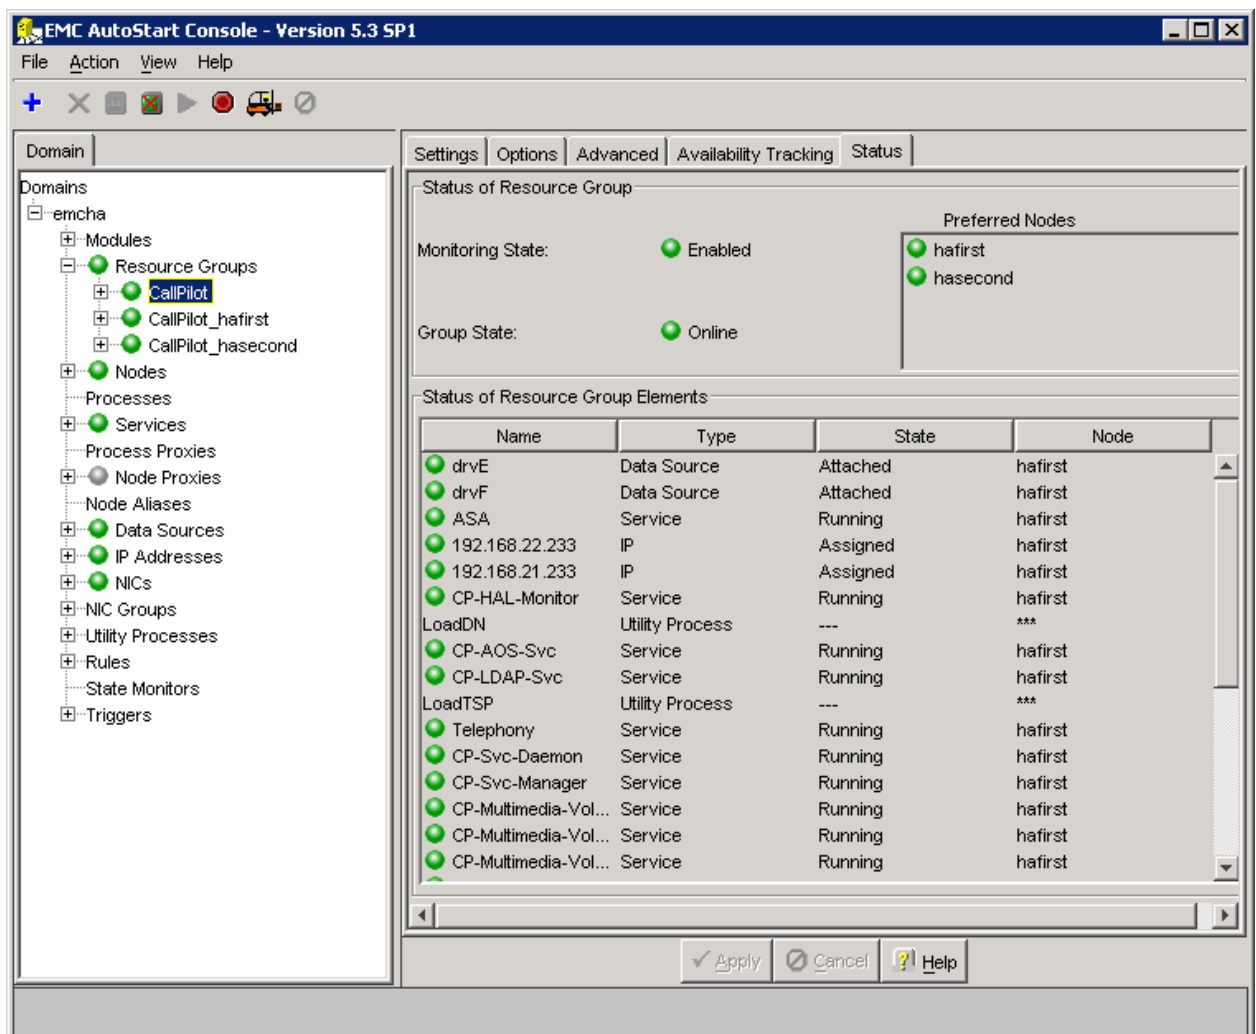 EMC AutoStart Console - Version 5.3 SP1
File Action View Help
Domain
Domains
emcha
Modules
Resource Groups
CallPilot
CallPilot_hafirst
CallPilot_hasecond
Nodes
Processes
Services
Process Proxies
Node Proxies
Node Aliases
Data Sources
IP Addresses
NICs
NIC Groups
Utility Processes
Rules
State Monitors
Triggers
Settings Options Advanced Availability Tracking Status
Status of Resource Group
Preferred Nodes
Monitoring State: Enabled
hafirst
hasecond
Group State: Online
Status of Resource Group Elements
Name Type State Node
drvE Data Source Attached hafirst
drvF Data Source Attached hafirst
ASA Service Running hafirst
192.168.22.233 IP Assigned hafirst
192.168.21.233 IP Assigned hafirst
CP-HAL-Monitor Service Running hafirst
LoadDN Utility Process --- ***
CP-AOS-Svc Service Running hafirst
CP-LDAP-Svc Service Running hafirst
LoadTSP Utility Process --- ***
Telephony Service Running hafirst
CP-Svc-Daemon Service Running hafirst
CP-Svc-Manager Service Running hafirst
CP-Multimedia-Vol... Service Running hafirst
CP-Multimedia-Vol... Service Running hafirst
CP-Multimedia-Vol... Service Running hafirst
Apply Cancel Help